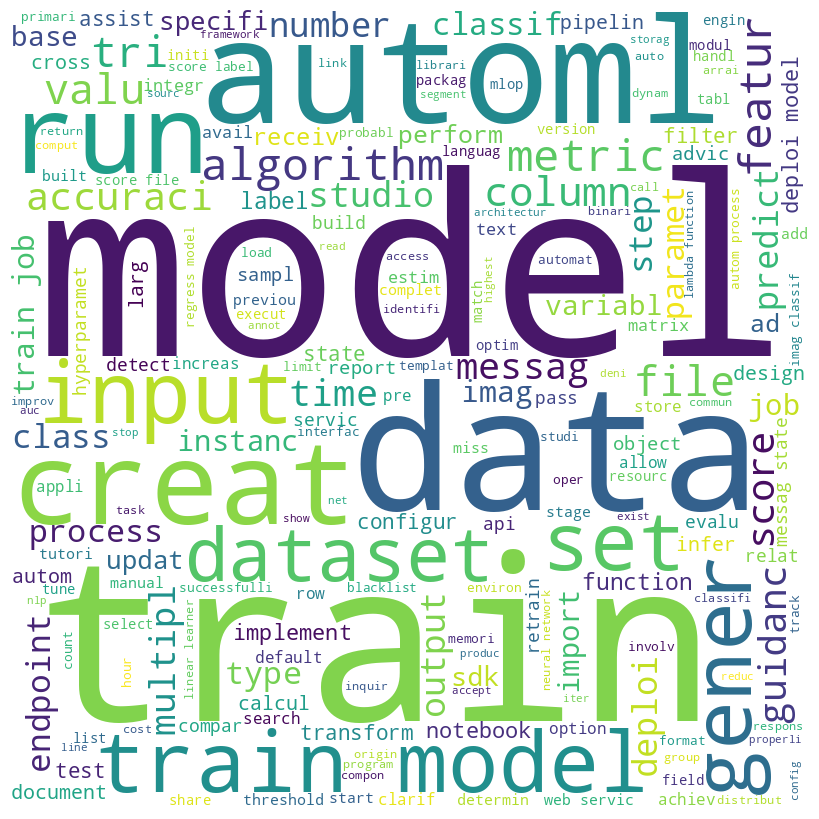 primari assist specifi number automl classif pipelin engin
base framework initi storag modul
cross tri score label link librari auto handl featur
integr valu sourc packag mlop segment dynam tabl arrai
run return avail receiv probabl perform version filter deploi model
comput languag metric advic
built score file algorithm
accuraci label studio column call
build text architectur binari step paramet lambda function predict add
model
train job hyperparamet larg regress model load read access automat
sampl estim identifi complet match highest variabl ad imag classif
previou execut annot optim matrix
detect increas state report limit templat messag deni file design
improv auc input time pre imag pass store commun job
class stop servic interfac studi
instanc miss object
appli creat data allow resourc score messag state
task net show oper exist
process configur api stage evalu
tutori updat dataset set infer relat
autom manual successfulli blacklist environ function classifi
tune nlp select row retrain track
count linear learner implement output memori neural network involv
endpoint multipl train gener guidanc
hour type default produc import deploi reduc
calcul inquir sdk accept iter
search compar transform notebook option format respons
list cost origin group properli
line test train model program compon field config
document share threshold start clarif determin web servic achiev distribut